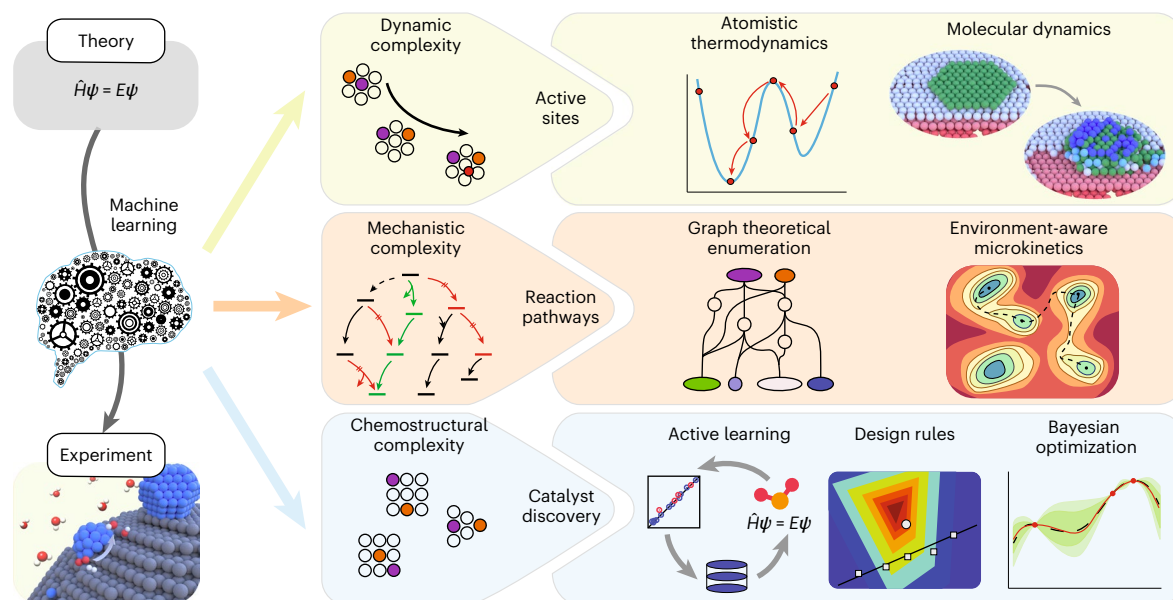 Theory
Ĥψ = Eψ
Machine
learning
Experiment
Dynamic
complexity
Active
sites
Atomistic
thermodynamics
Molecular dynamics
Mechanistic
complexity
Reaction
pathways
Graph theoretical
enumeration
Environment-aware
microkinetics
Chemostructural
complexity
Catalyst
discovery
Active learning
Ĥψ = Eψ
Design rules
Bayesian
optimization